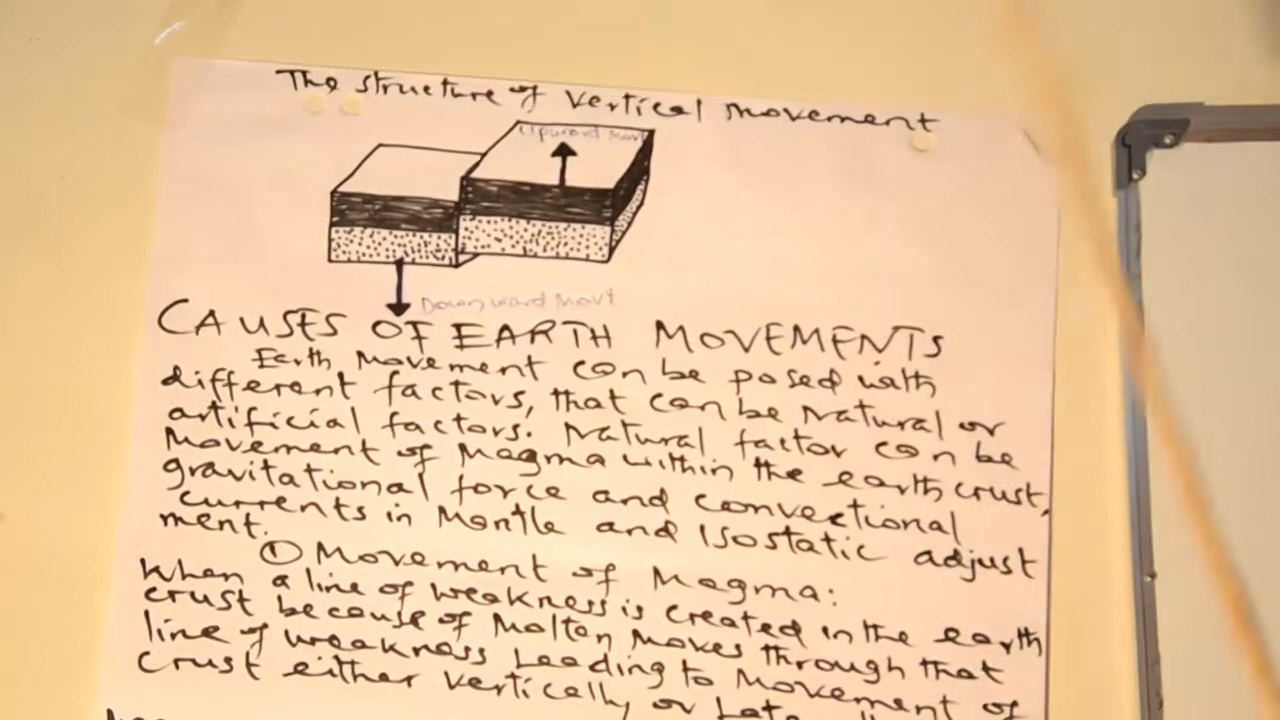 The structure of Vertical Movement
Upward Movt
Downward Movt
CAUSES OF EARTH MOVEMENTS
Earth Movement can be posed with
different factors, that can be Natural or
artificial factors. Natural factor can be
Movement of Magma within the earth crust,
gravitational force and convectional
currents in Mantle and Isostatic adjust
ment.
① Movement of Magma:
When a line of weakness is created in the earth
crust because of Molten Moves through that
line of weakness Leading to Movement of
Crust either vertically or